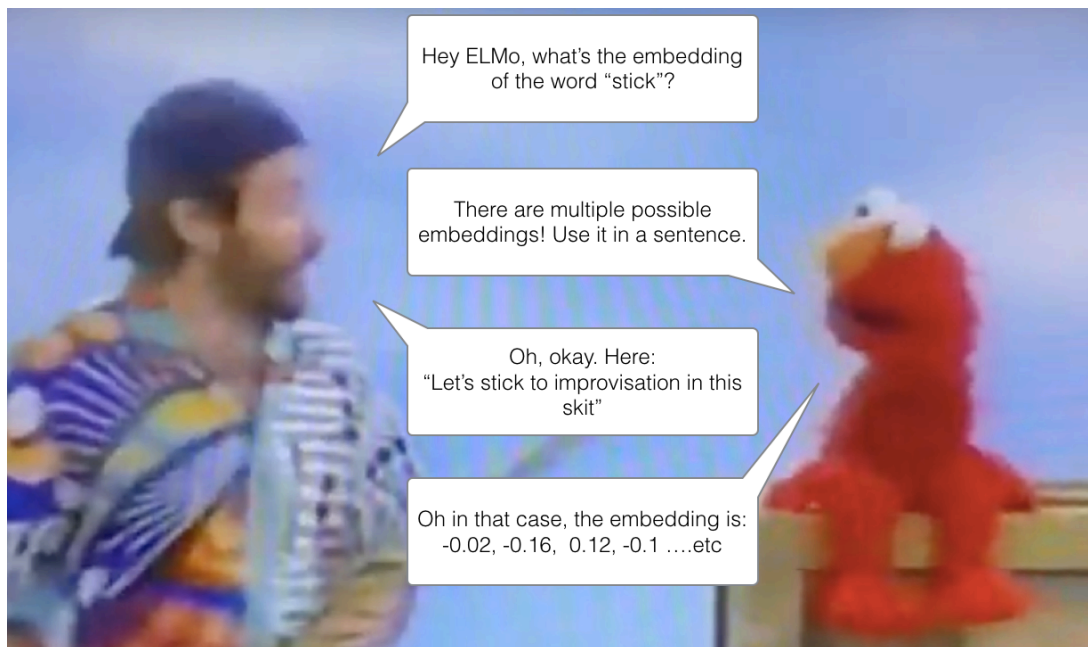 Hey ELMo, what's the embedding
of the word “stick”?
There are multiple possible
embeddings! Use it in a sentence.
Oh, okay. Here:
“Let's stick to improvisation in this
skit”
Oh in that case, the embedding is:
-0.02, -0.16,  0.12, -0.1 ....etc